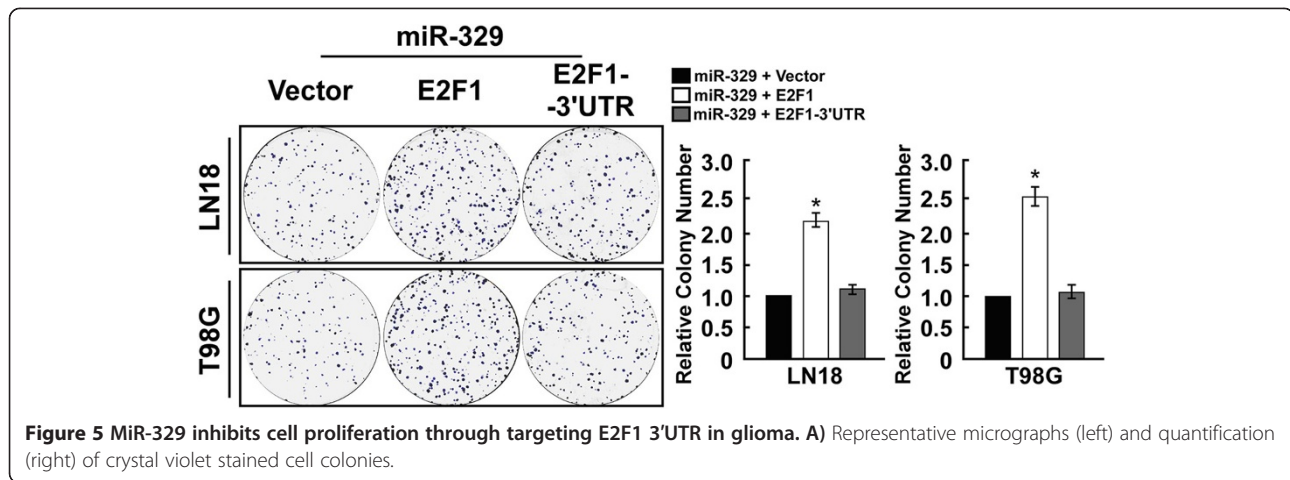 miR-329
Vector
E2F1
E2F1-
-3'UTR
LN18
T98G
miR-329 + Vector
miR-329 + E2F1
miR-329 + E2F1-3'UTR
Relative Colony Number
3.0
2.5
2.0
1.5
1.0
0.5
0
*
LN18
Relative Colony Number
3.0
2.5
2.0
1.5
1.0
0.5
0
*
T98G
Figure 5 MiR-329 inhibits cell proliferation through targeting E2F1 3′UTR in glioma. A) Representative micrographs (left) and quantification
(right) of crystal violet stained cell colonies.